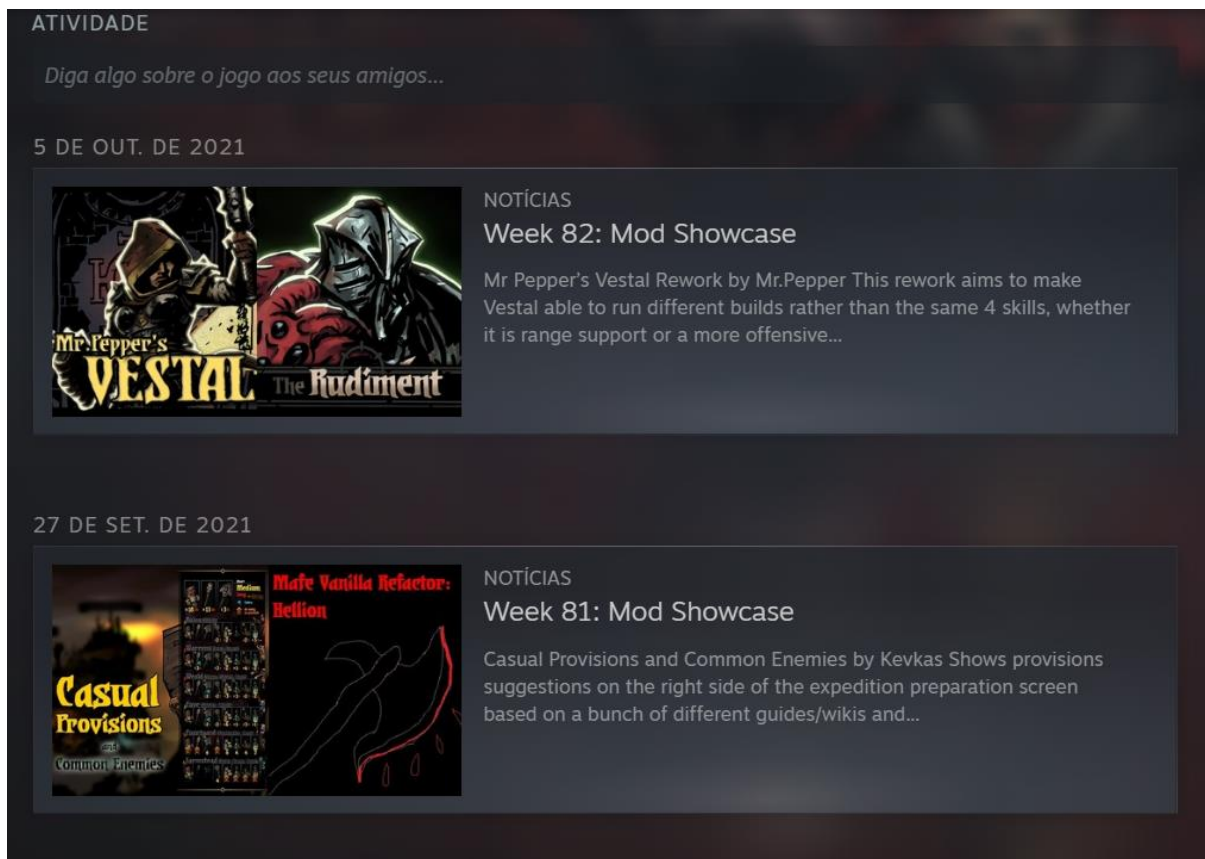 ATIVIDADE
Diga algo sobre o jogo aos seus amigos...
5 DE OUT. DE 2021
Mr.Pepper's
VESTAL
The Rudiment
NOTÍCIAS
Week 82: Mod Showcase
Mr Pepper's Vestal Rework by Mr.Pepper This rework aims to make
Vestal able to run different builds rather than the same 4 skills, whether
it is range support or a more offensive...
27 DE SET. DE 2021
Casual
Provisions
and
Common Enemies
Mafe Vanilla Refactor:
Hellion
NOTÍCIAS
Week 81: Mod Showcase
Casual Provisions and Common Enemies by Kevkas Shows provisions
suggestions on the right side of the expedition preparation screen
based on a bunch of different guides/wikis and...